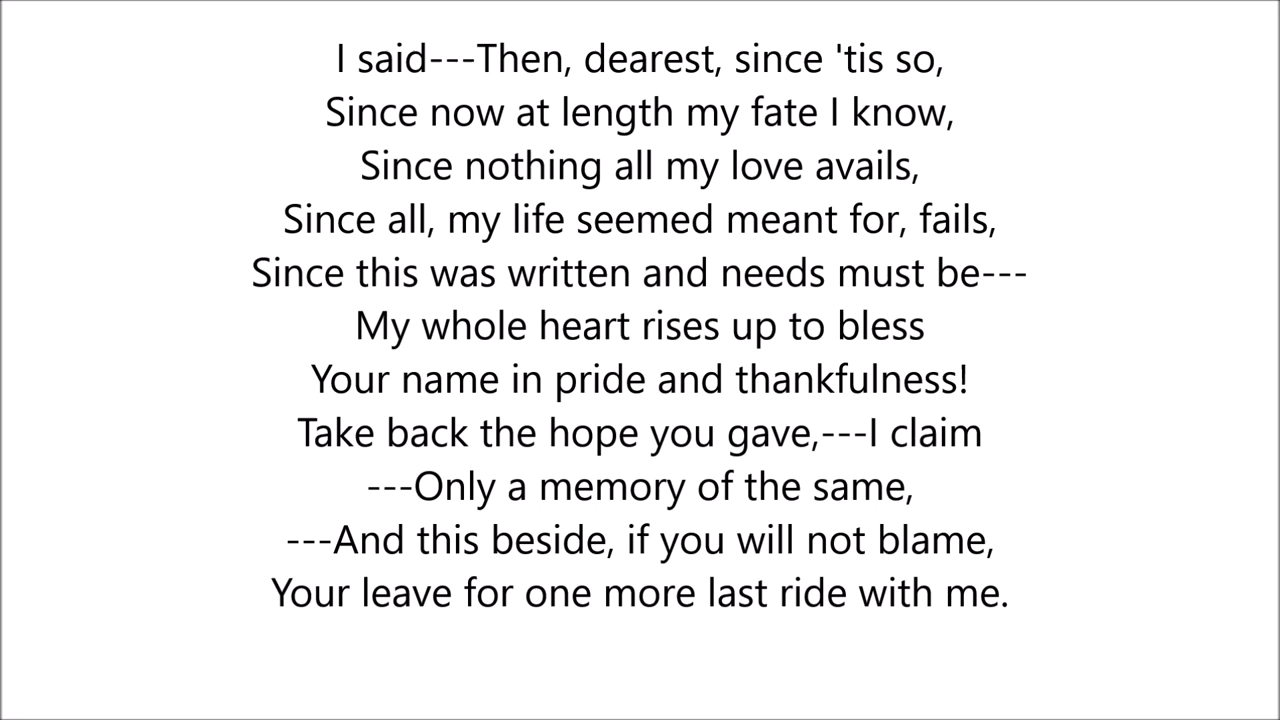 I said---Then, dearest, since 'tis so,
Since now at length my fate I know,
Since nothing all my love avails,
Since all, my life seemed meant for, fails,
Since this was written and needs must be---
My whole heart rises up to bless
Your name in pride and thankfulness!
Take back the hope you gave,---I claim
---Only a memory of the same,
---And this beside, if you will not blame,
Your leave for one more last ride with me.